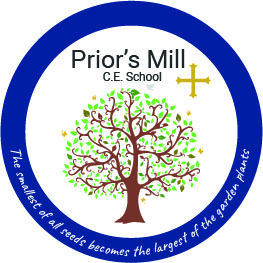 Prior's Mill
C.E. School
The smallest of all seeds becomes the largest of the garden plants